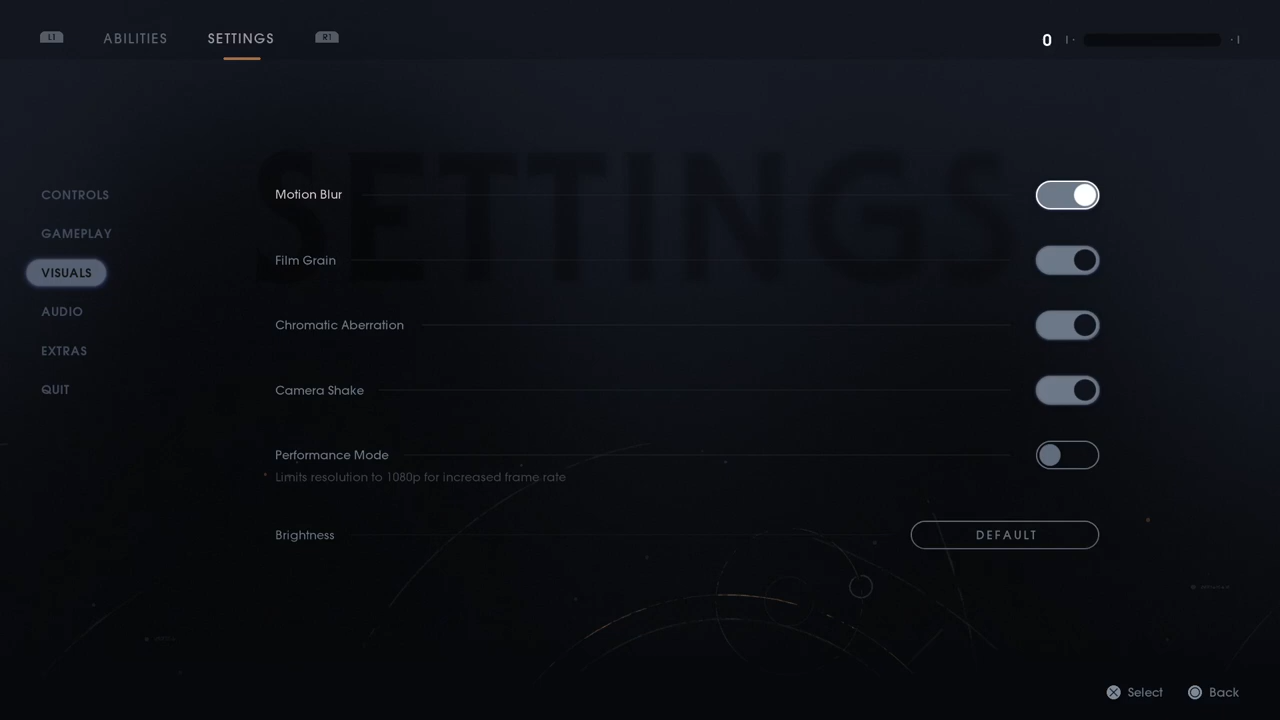 L1 ABILITIES SETTINGS R1 0
SETTINGS
CONTROLS
GAMEPLAY
VISUALS
AUDIO
EXTRAS
QUIT
Motion Blur
Film Grain
Chromatic Aberration
Camera Shake
Performance Mode
* Limits resolution to 1080p for increased frame rate
Brightness DEFAULT
Select Back